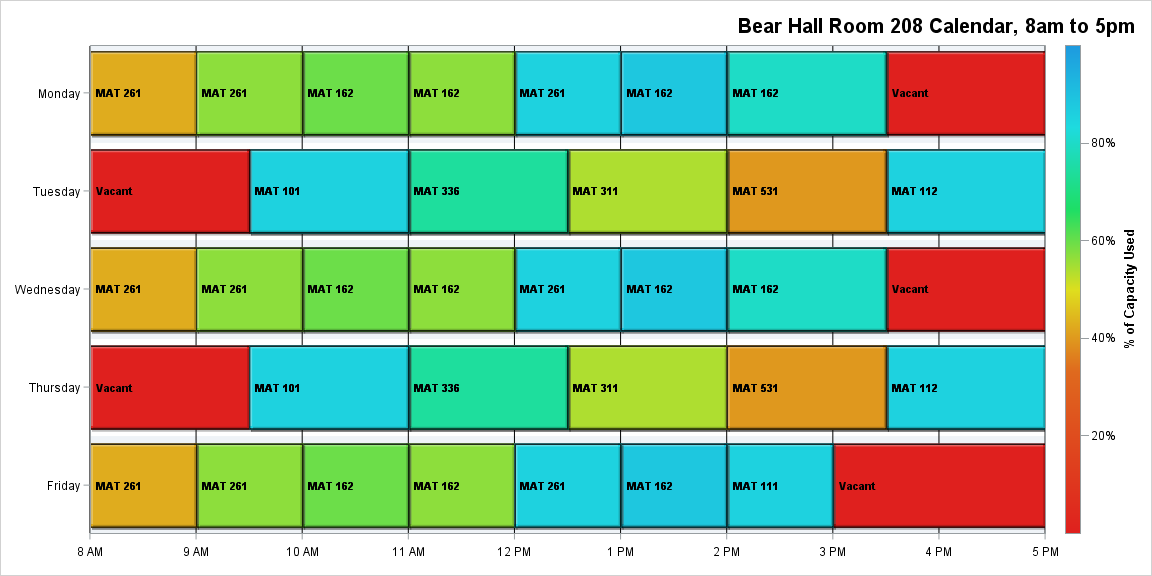 Bear Hall Room 208 Calendar, 8am to 5pm
Monday
MAT 261
MAT 261
MAT 162
MAT 162
MAT 261
MAT 162
MAT 162
Vacant
Tuesday
Vacant
MAT 101
MAT 336
MAT 311
MAT 531
MAT 112
Wednesday
MAT 261
MAT 261
MAT 162
MAT 162
MAT 261
MAT 162
MAT 162
Vacant
Thursday
Vacant
MAT 101
MAT 336
MAT 311
MAT 531
MAT 112
Friday
MAT 261
MAT 261
MAT 162
MAT 162
MAT 261
MAT 162
MAT 111
Vacant
8 AM
9 AM
10 AM
11 AM
12 PM
1 PM
2 PM
3 PM
4 PM
5 PM
80%
60%
40%
20%
% of Capacity Used